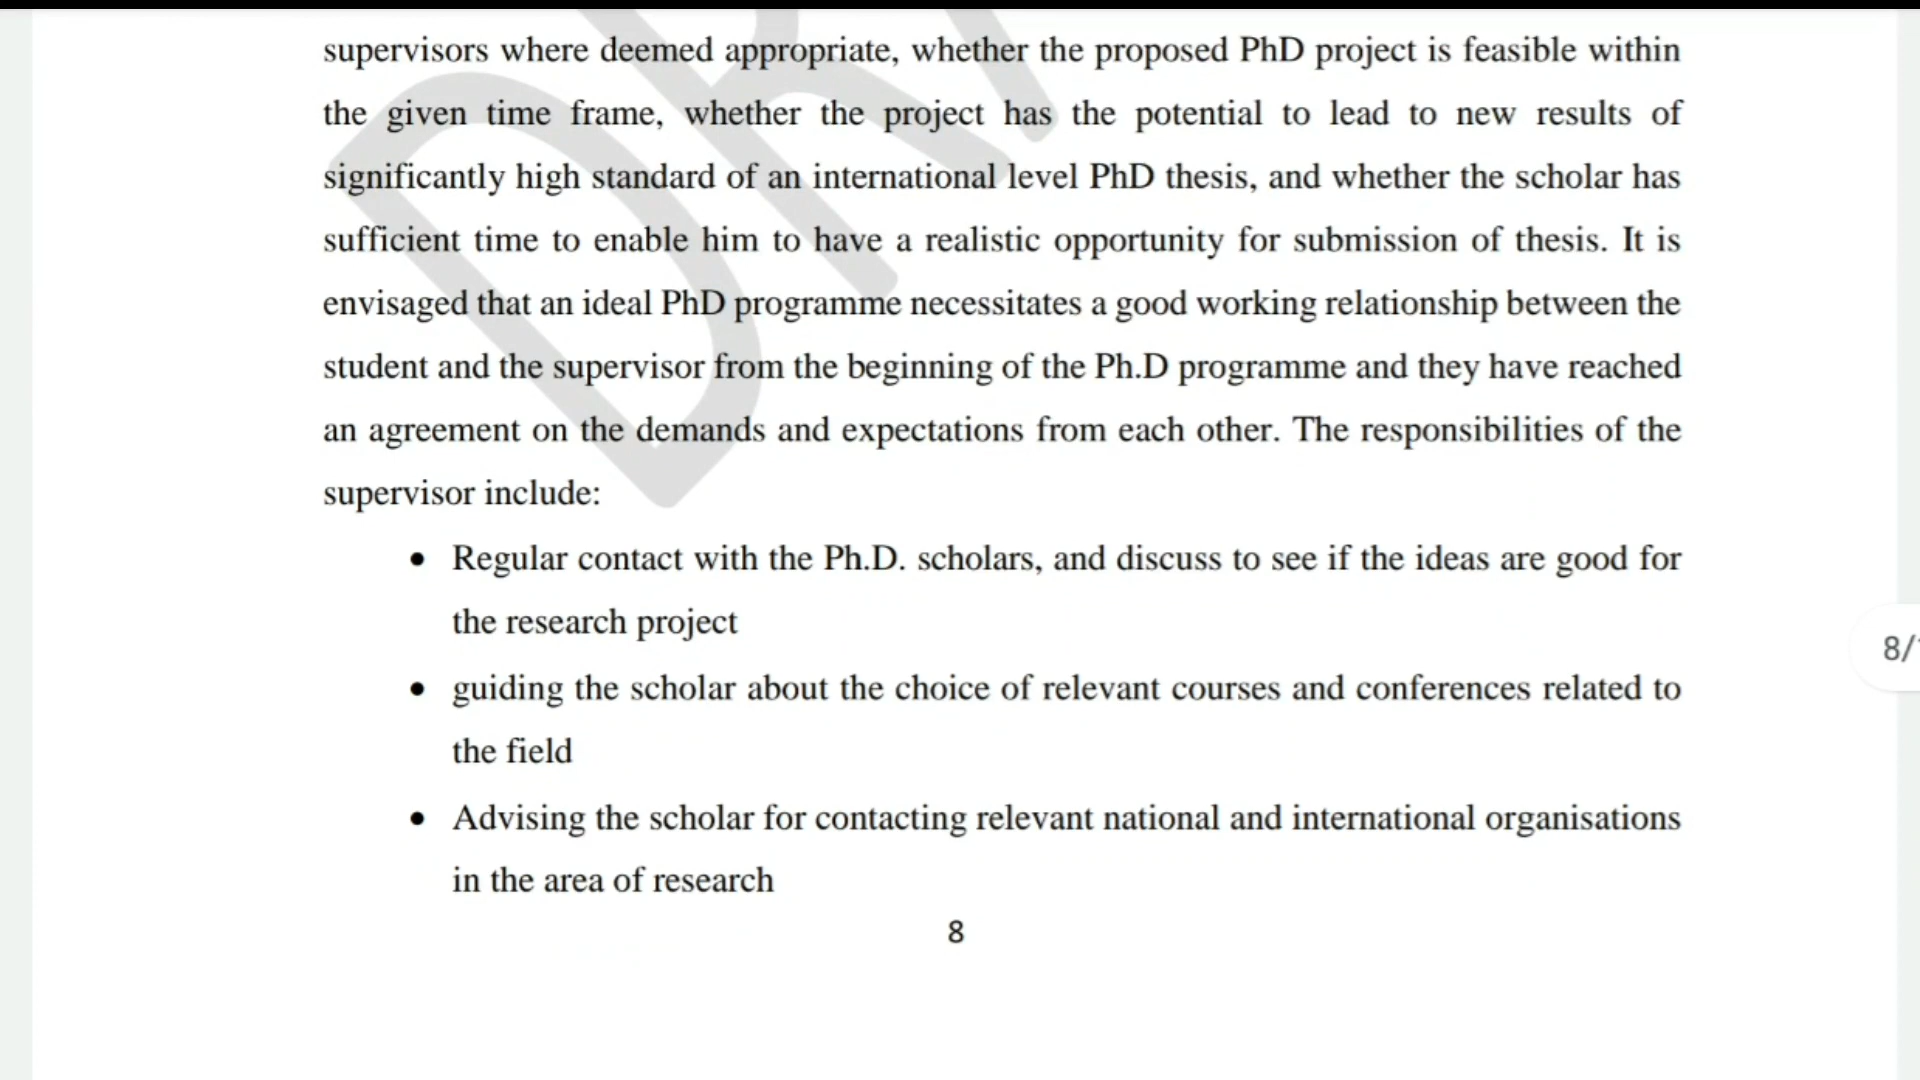 supervisors where deemed appropriate, whether the proposed PhD project is feasible within
the given time frame, whether the project has the potential to lead to new results of
significantly high standard of an international level PhD thesis, and whether the scholar has
sufficient time to enable him to have a realistic opportunity for submission of thesis. It is
envisaged that an ideal PhD programme necessitates a good working relationship between the
student and the supervisor from the beginning of the Ph.D programme and they have reached
an agreement on the demands and expectations from each other. The responsibilities of the
supervisor include:
• Regular contact with the Ph.D. scholars, and discuss to see if the ideas are good for
the research project
• guiding the scholar about the choice of relevant courses and conferences related to
the field
• Advising the scholar for contacting relevant national and international organisations
in the area of research
8
8/